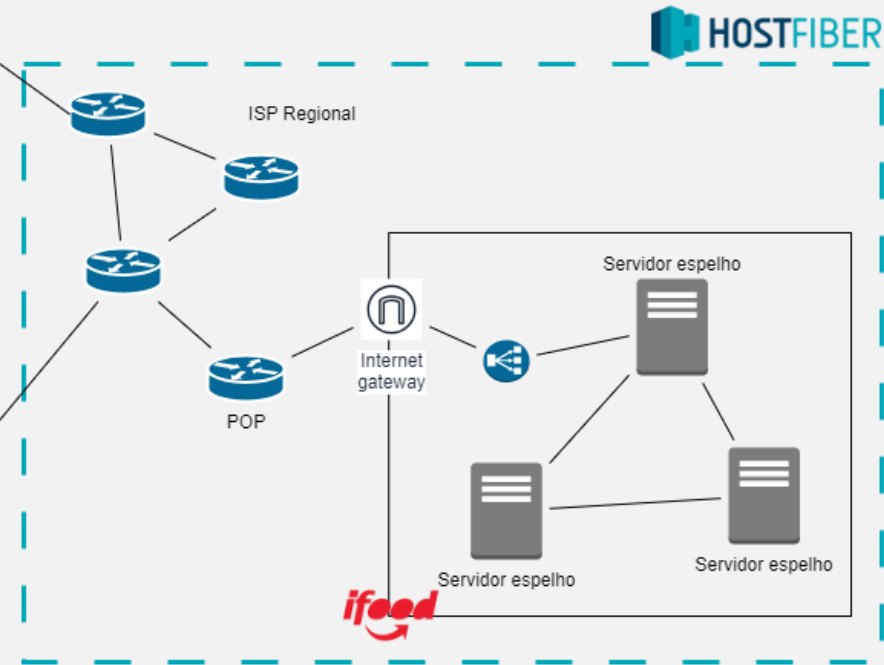 HOSTFIBER
ISP Regional
Servidor espelho
Internet
gateway
POP
Servidor espelho
Servidor espelho
ifood